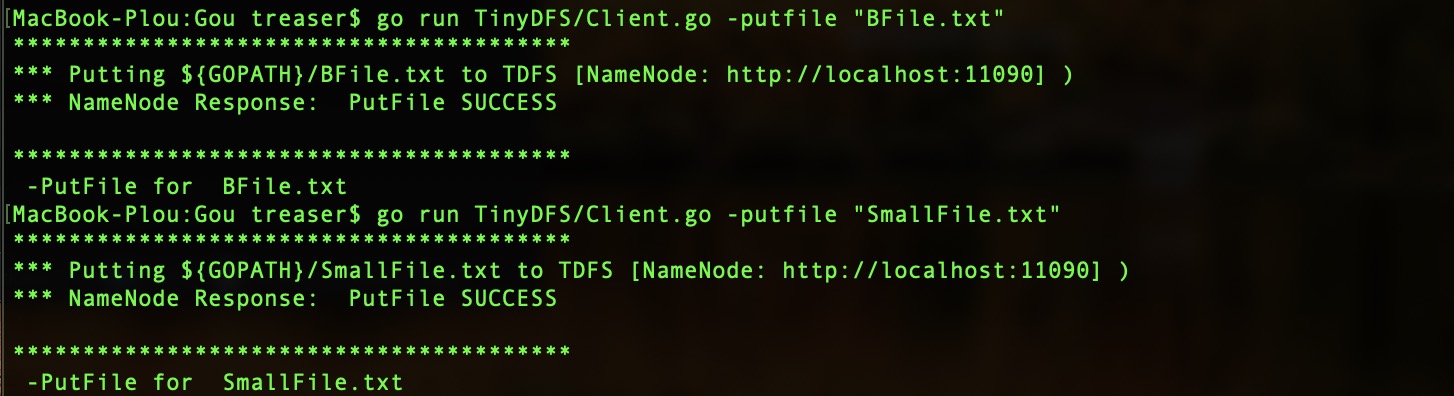 [MacBook-Plou:Gou treaser$ go run TinyDFS/Client.go -putfile "BFile.txt"
****************************************
*** Putting ${GOPATH}/BFile.txt to TDFS [NameNode: http://localhost:11090] )
*** NameNode Response:  PutFile SUCCESS
****************************************
-PutFile for  BFile.txt
[MacBook-Plou:Gou treaser$ go run TinyDFS/Client.go -putfile "SmallFile.txt"
****************************************
*** Putting ${GOPATH}/SmallFile.txt to TDFS [NameNode: http://localhost:11090] )
*** NameNode Response:  PutFile SUCCESS
****************************************
-PutFile for  SmallFile.txt